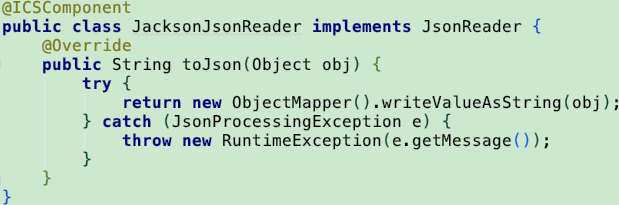 @ICSComponent
public class JacksonJsonReader implements JsonReader {
    @Override
    public String toJson(Object obj) {
        try {
            return new ObjectMapper().writeValueAsString(obj);
        } catch (JsonProcessingException e) {
            throw new RuntimeException(e.getMessage());
        }
    }
}